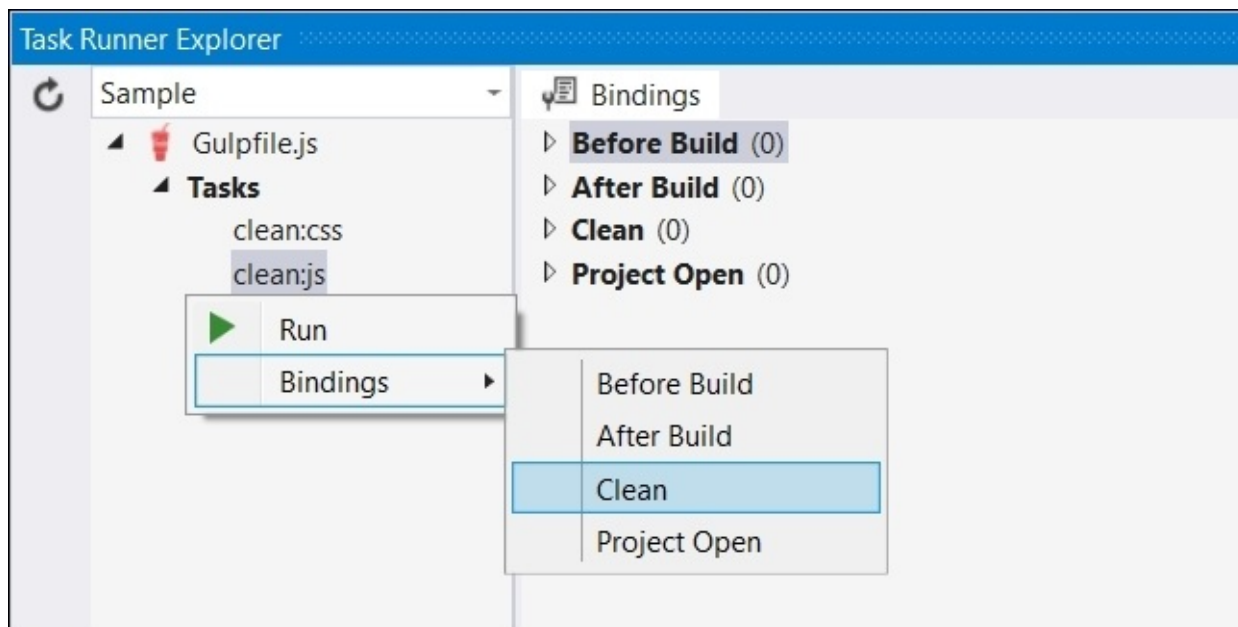 Task Runner Explorer
Sample
Bindings
Gulpfile.js
Before Build (0)
Tasks
After Build (0)
clean:css
Clean (0)
clean:js
Project Open (0)
Run
Bindings
Before Build
After Build
Clean
Project Open